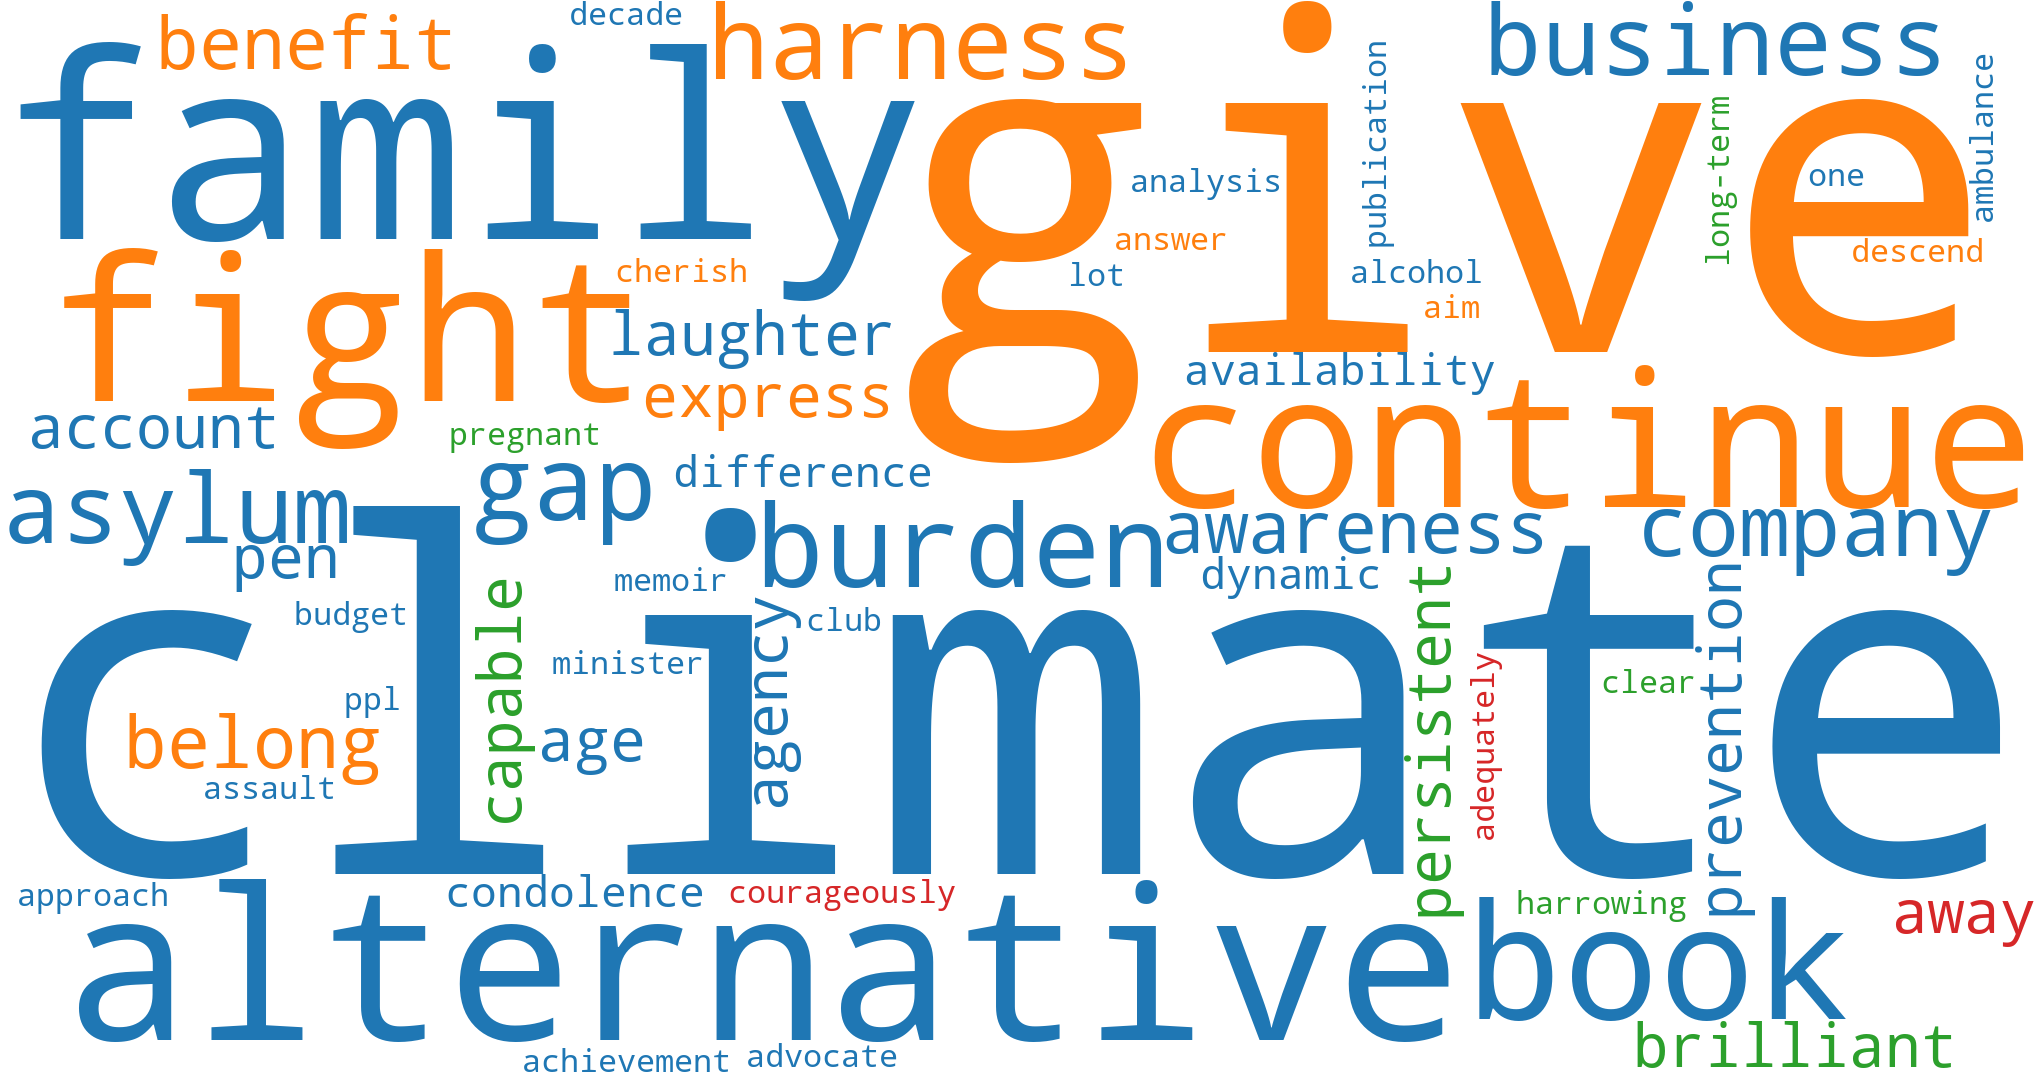 decade
benefit
harness
business
family
give
publication
ambulance
long-term
analysis
one
answer
descend
cherish
lot
alcohol
aim
fight
laughter
availability
express
continue
account
pregnant
gap
difference
asylum
burden
awareness
company
pen
memoir
dynamic
budget
capable
agency
club
persistent
prevention
climate
minister
adequately
clear
ppl
belong
age
assault
approach
condolence
courageously
harrowing
away
alternative
book
brilliant
achievement
advocate